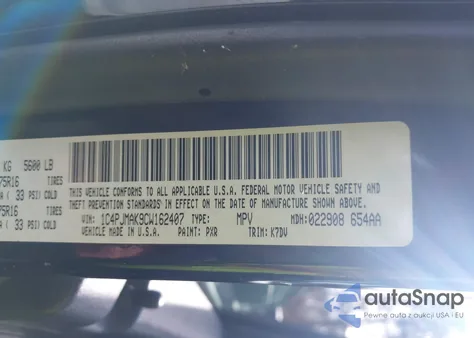 KG 5600 LB
75R16 TIRES
A ( 33 PSI/ COLD)
75R16 TIRES
A ( 33 PSI/ COLD)
THIS VEHICLE CONFORMS TO ALL APPLICABLE U.S.A. FEDERAL MOTOR VEHICLE SAFETY AND
THEFT PREVENTION STANDARDS IN EFFECT ON THE DATE OF MANUFACTURE SHOWN ABOVE.
VIN: 1C4PJMAK9CW162407 TYPE: MPV MDH: 022908 654AA
VEHICLE MADE IN U.S.A. PAINT: PXR TRIM: K7DV
autaSnap
Pewne auta z aukcji USA i EU